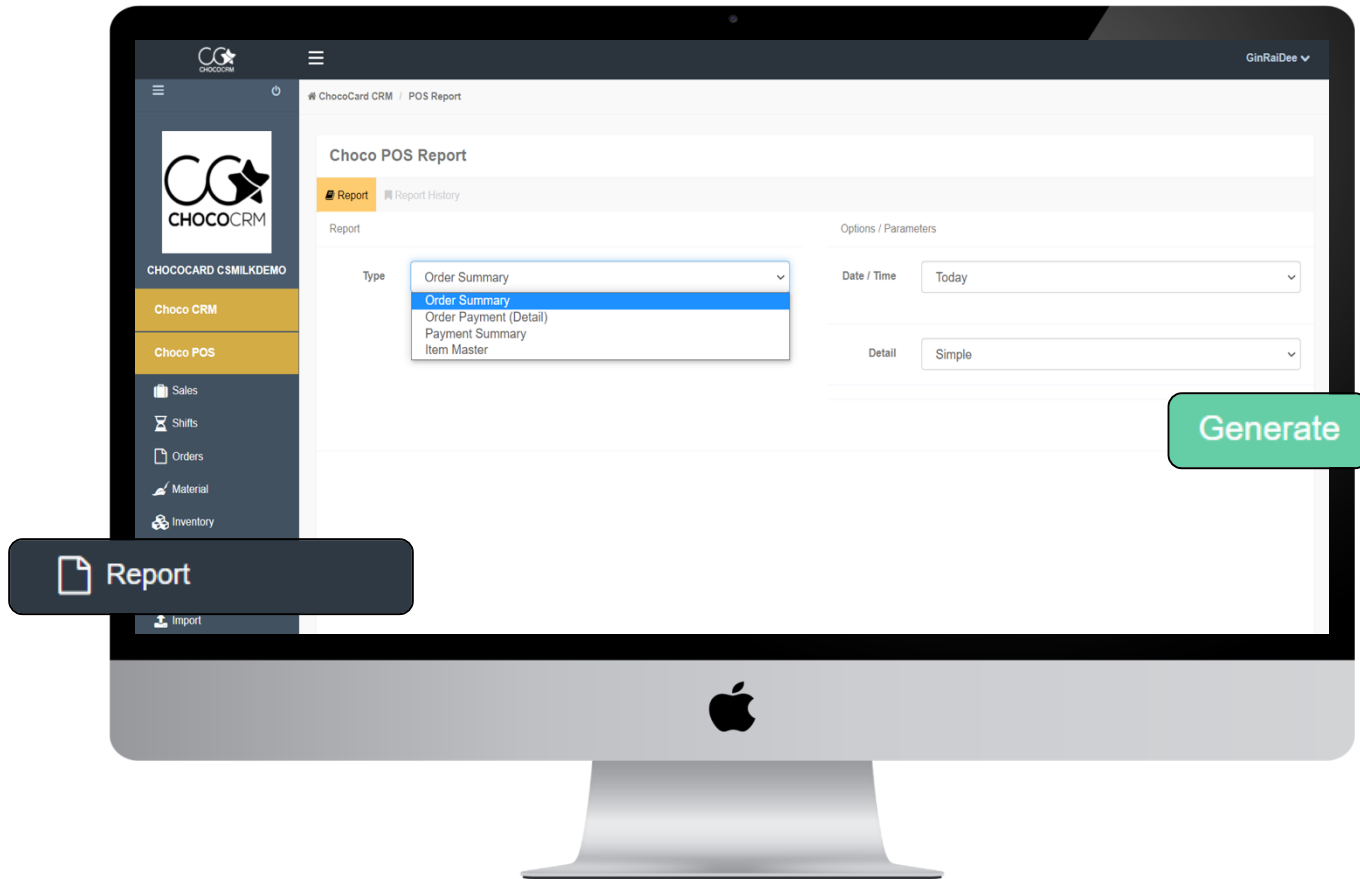 CHOCOCRM
GinRaiDee
ChocoCard CRM / POS Report
CHOCOCRM
CHOCOCARD CSMILKDEMO
Choco CRM
Choco POS
Sales
Shifts
Orders
Material
Inventory
Report
Import
Choco POS Report
Report
Report History
Report
Type
Order Summary
Order Summary
Order Payment (Detail)
Payment Summary
Item Master
Options / Parameters
Date / Time
Today
Detail
Simple
Generate